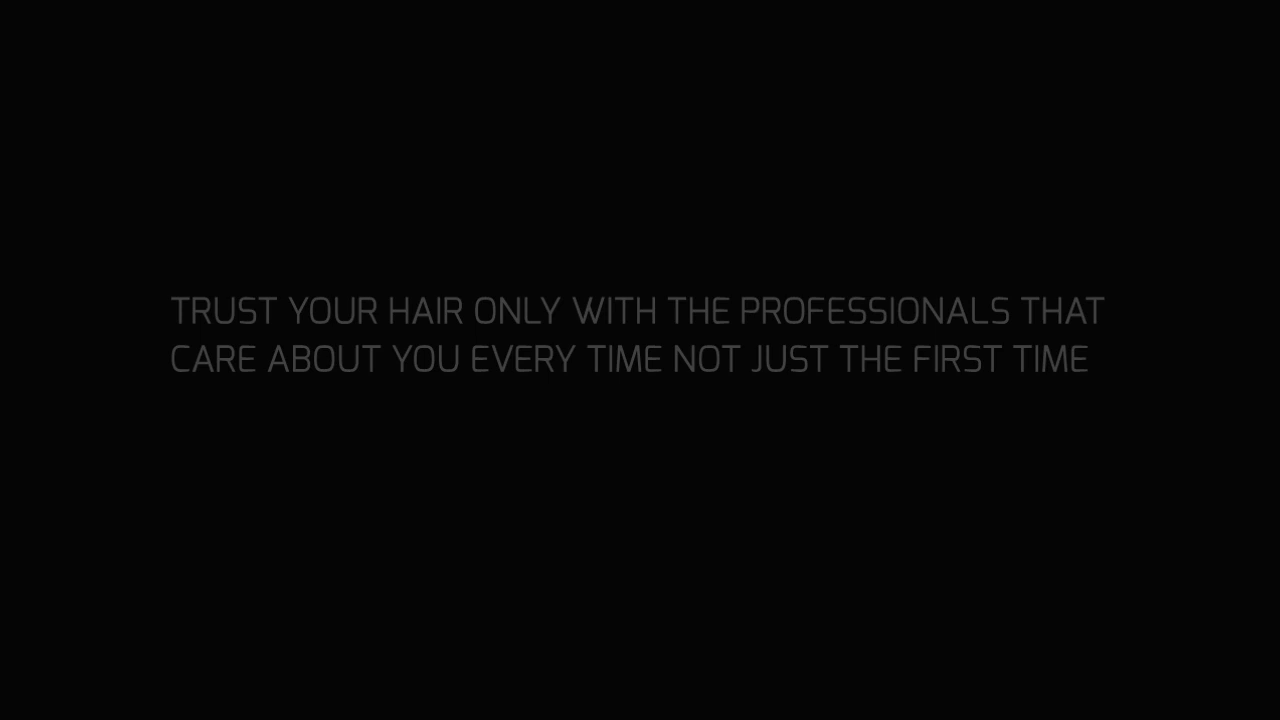 TRUST YOUR HAIR ONLY WITH THE PROFESSIONALS THAT
CARE ABOUT YOU EVERY TIME NOT JUST THE FIRST TIME